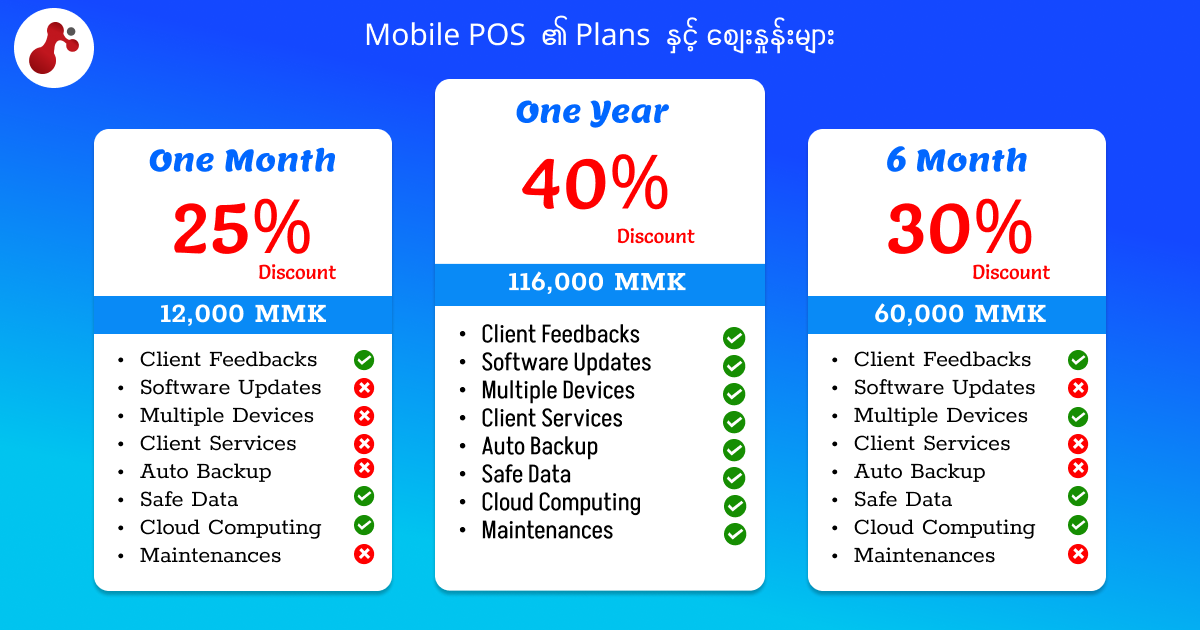 Mobile POS ၏ Plans နှင့် ဈေးနှုန်းများ
One Month
25%
Discount
12,000 MMK
• Client Feedbacks
• Software Updates
• Multiple Devices
• Client Services
• Auto Backup
• Safe Data
• Cloud Computing
• Maintenances
One Year
40%
Discount
116,000 MMK
• Client Feedbacks
• Software Updates
• Multiple Devices
• Client Services
• Auto Backup
• Safe Data
• Cloud Computing
• Maintenances
6 Month
30%
Discount
60,000 MMK
• Client Feedbacks
• Software Updates
• Multiple Devices
• Client Services
• Auto Backup
• Safe Data
• Cloud Computing
• Maintenances